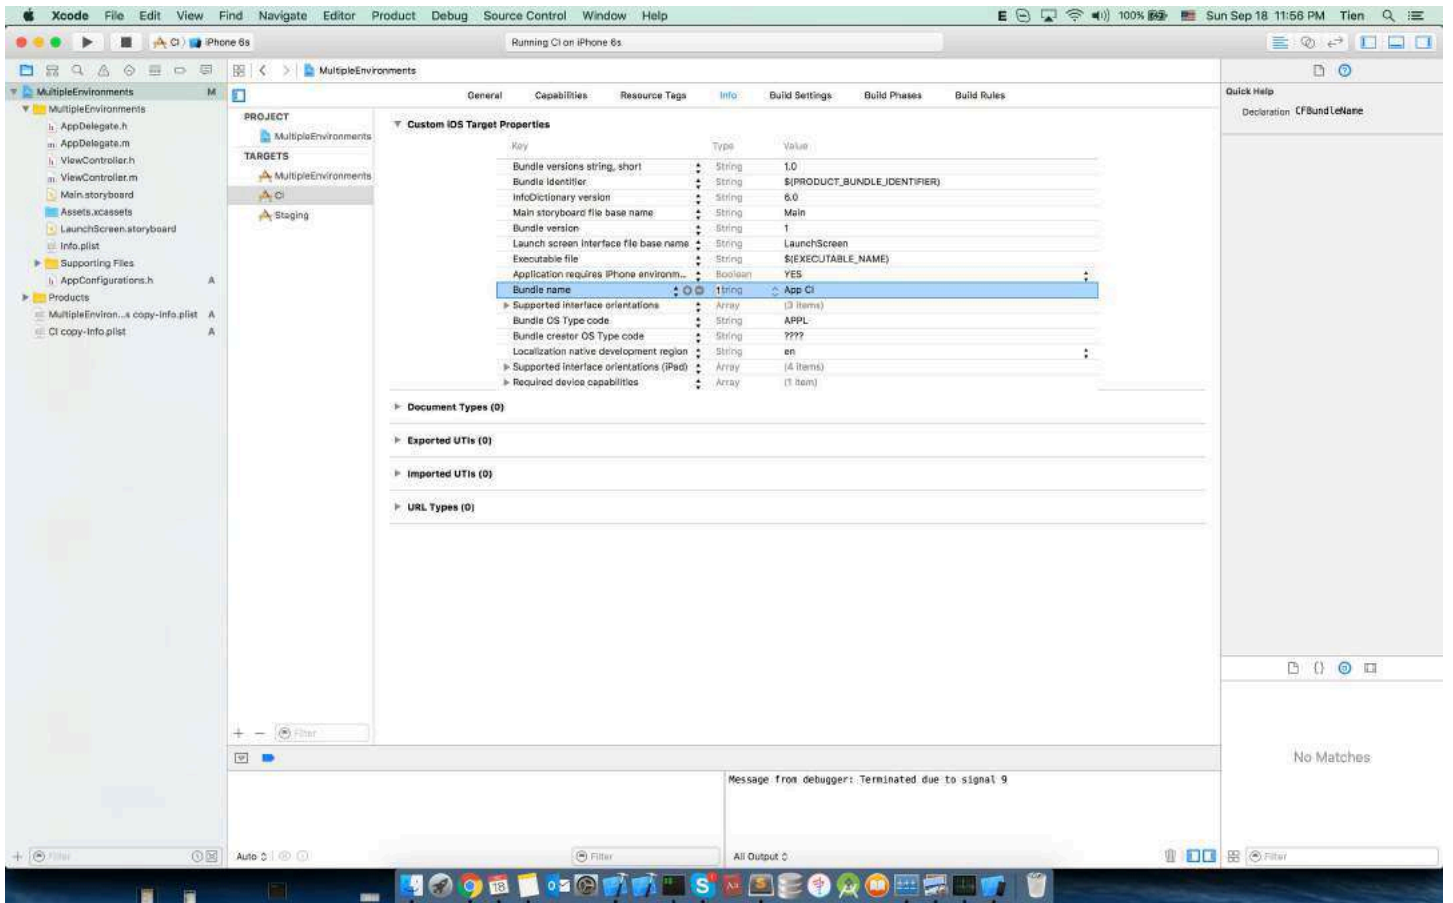 Xcode File Edit View Find Navigate Editor Product Debug Source Control Window Help E 100% Sun Sep 18 11:56 PM Tien
CI iPhone 6s Running CI on iPhone 6s
MultipleEnvironments
MultipleEnvironments M
MultipleEnvironments
h AppDelegate.h
m AppDelegate.m
h ViewController.h
m ViewController.m
Main.storyboard
Assets.xcassets
LaunchScreen.storyboard
Info.plist
Supporting Files
h AppConfigurations.h A
Products
MultipleEnviron...s copy-Info.plist A
CI copy-Info.plist A
Filter
General Capabilities Resource Tags Info Build Settings Build Phases Build Rules
PROJECT
MultipleEnvironments
TARGETS
MultipleEnvironments
CI
Staging
Filter
Custom iOS Target Properties
Key Type Value
Bundle versions string, short String 1.0
Bundle identifier String $(PRODUCT_BUNDLE_IDENTIFIER)
InfoDictionary version String 6.0
Main storyboard file base name String Main
Bundle version String 1
Launch screen interface file base name String LaunchScreen
Executable file String $(EXECUTABLE_NAME)
Application requires iPhone environm... Boolean YES
Bundle name String App CI
Supported interface orientations Array (3 items)
Bundle OS Type code String APPL
Bundle creator OS Type code String ????
Localization native development region String en
Supported interface orientations (iPad) Array (4 items)
Required device capabilities Array (1 item)
Document Types (0)
Exported UTIs (0)
Imported UTIs (0)
URL Types (0)
Quick Help
Declaration CFBundleName
No Matches
Filter
Message from debugger: Terminated due to signal 9
Auto Filter All Output
18